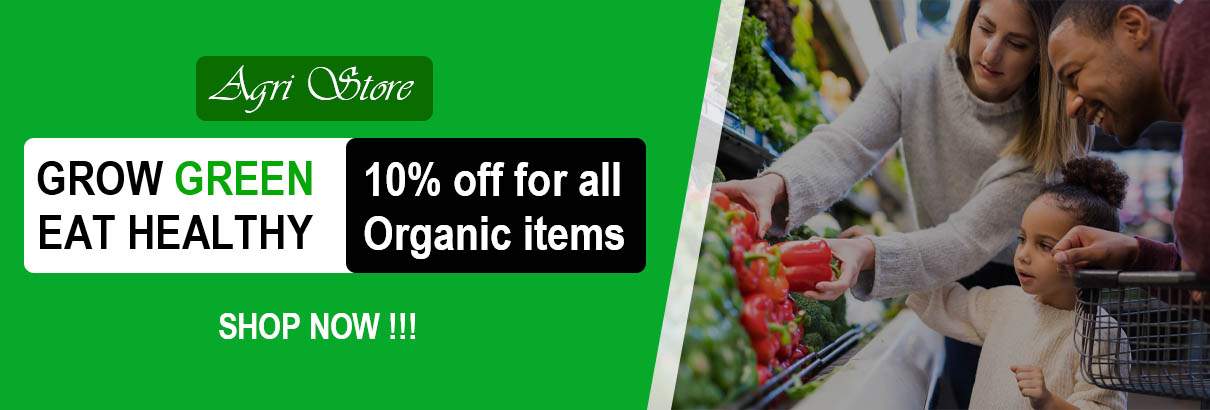 Agri Store
GROW GREEN
EAT HEALTHY
10% off for all
Organic items
SHOP NOW !!!